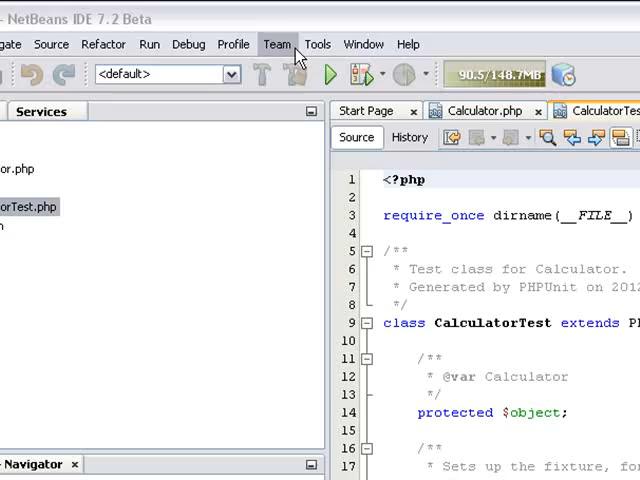 - NetBeans IDE 7.2 Beta
gate Source Refactor Run Debug Profile Team Tools Window Help
<default> 90.5/148.7MB
Services Start Page Calculator.php CalculatorTes
Source History
or.php
orTest.php
n
- Navigator
1 <?php
2
3 require_once dirname(__FILE__)
4
5 /**
6 * Test class for Calculator.
7 * Generated by PHPUnit on 2012
8 */
9 class CalculatorTest extends P
10
11 /**
12 * @var Calculator
13 */
14 protected $object;
15
16 /**
17 * Sets up the fixture, for